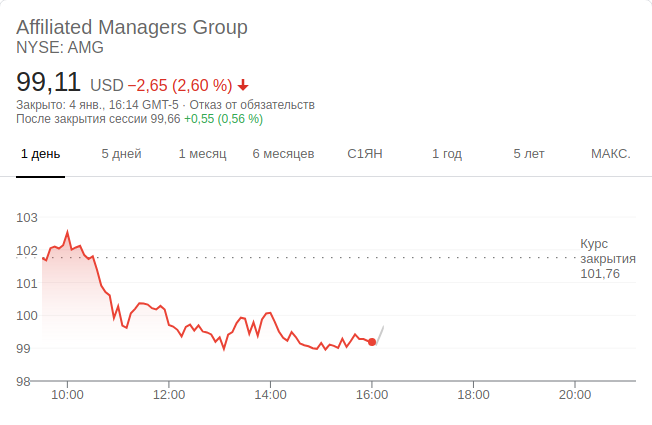 Affiliated Managers Group
NYSE: AMG
99,11 USD −2,65 (2,60 %)
Закрыто: 4 янв., 16:14 GMT-5 · Отказ от обязательств
После закрытия сессии 99,66 +0,55 (0,56 %)
1 день 5 дней 1 месяц 6 месяцев С1ЯН 1 год 5 лет МАКС.
103
102
101
100
99
98
Курс
закрытия
101,76
10:00 12:00 14:00 16:00 18:00 20:00